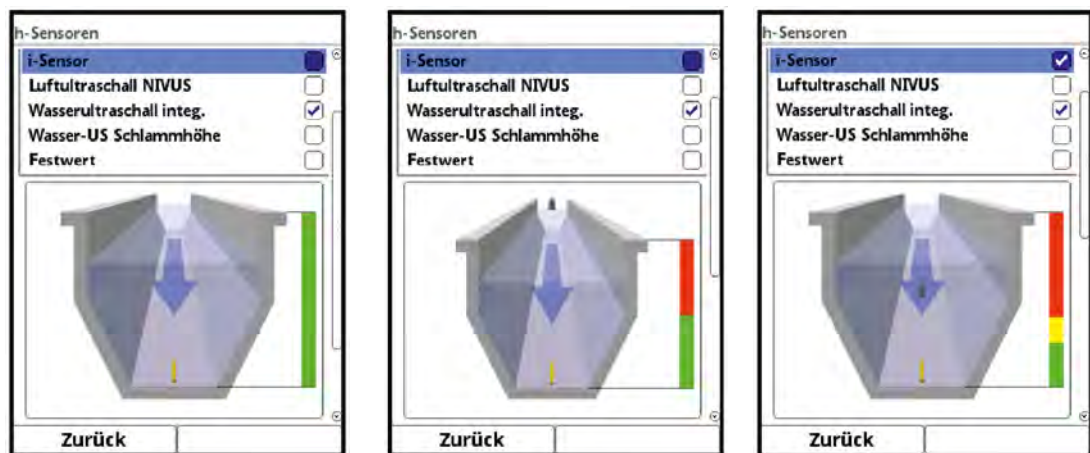 h-Sensoren
i-Sensor
Luftultraschall NIVUS
Wasserultraschall integ.
Wasser-US Schlammhöhe
Festwert
Zurück
h-Sensoren
i-Sensor
Luftultraschall NIVUS
Wasserultraschall integ.
Wasser-US Schlammhöhe
Festwert
Zurück
h-Sensoren
i-Sensor
Luftultraschall NIVUS
Wasserultraschall integ.
Wasser-US Schlammhöhe
Festwert
Zurück